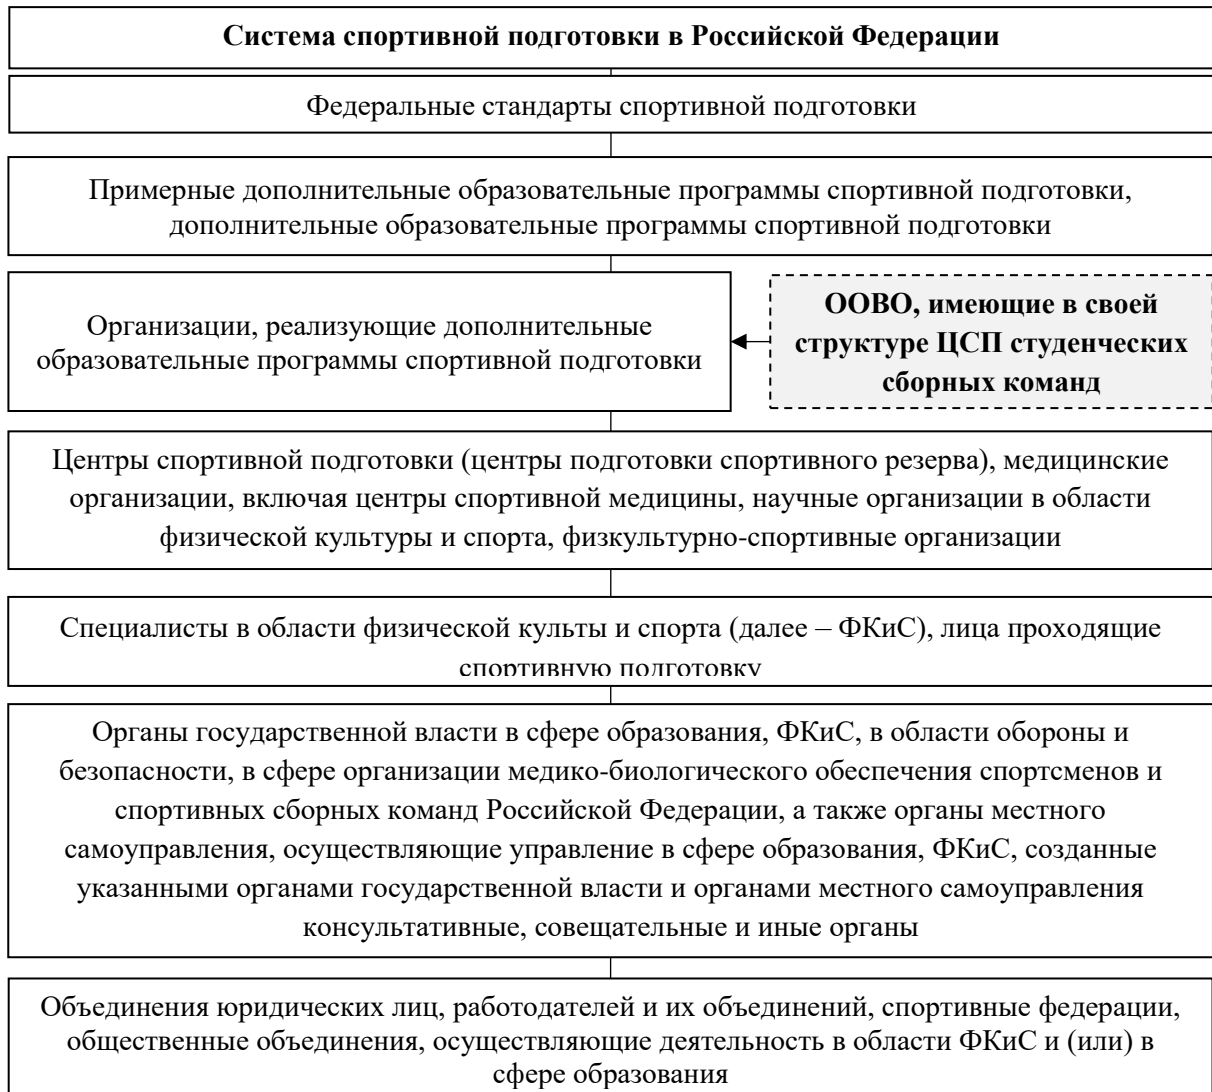 Система спортивной подготовки в Российской Федерации
Федеральные стандарты спортивной подготовки
Примерные дополнительные образовательные программы спортивной подготовки,
дополнительные образовательные программы спортивной подготовки
Организации, реализующие дополнительные
образовательные программы спортивной подготовки
ООВО, имеющие в своей
структуре ЦСП студенческих
сборных команд
Центры спортивной подготовки (центры подготовки спортивного резерва), медицинские
организации, включая центры спортивной медицины, научные организации в области
физической культуры и спорта, физкультурно-спортивные организации
Специалисты в области физической культы и спорта (далее – ФКиС), лица проходящие
спортивную подготовку
Органы государственной власти в сфере образования, ФКиС, в области обороны и
безопасности, в сфере организации медико-биологического обеспечения спортсменов и
спортивных сборных команд Российской Федерации, а также органы местного
самоуправления, осуществляющие управление в сфере образования, ФКиС, созданные
указанными органами государственной власти и органами местного самоуправления
консультативные, совещательные и иные органы
Объединения юридических лиц, работодателей и их объединений, спортивные федерации,
общественные объединения, осуществляющие деятельность в области ФКиС и (или) в
сфере образования